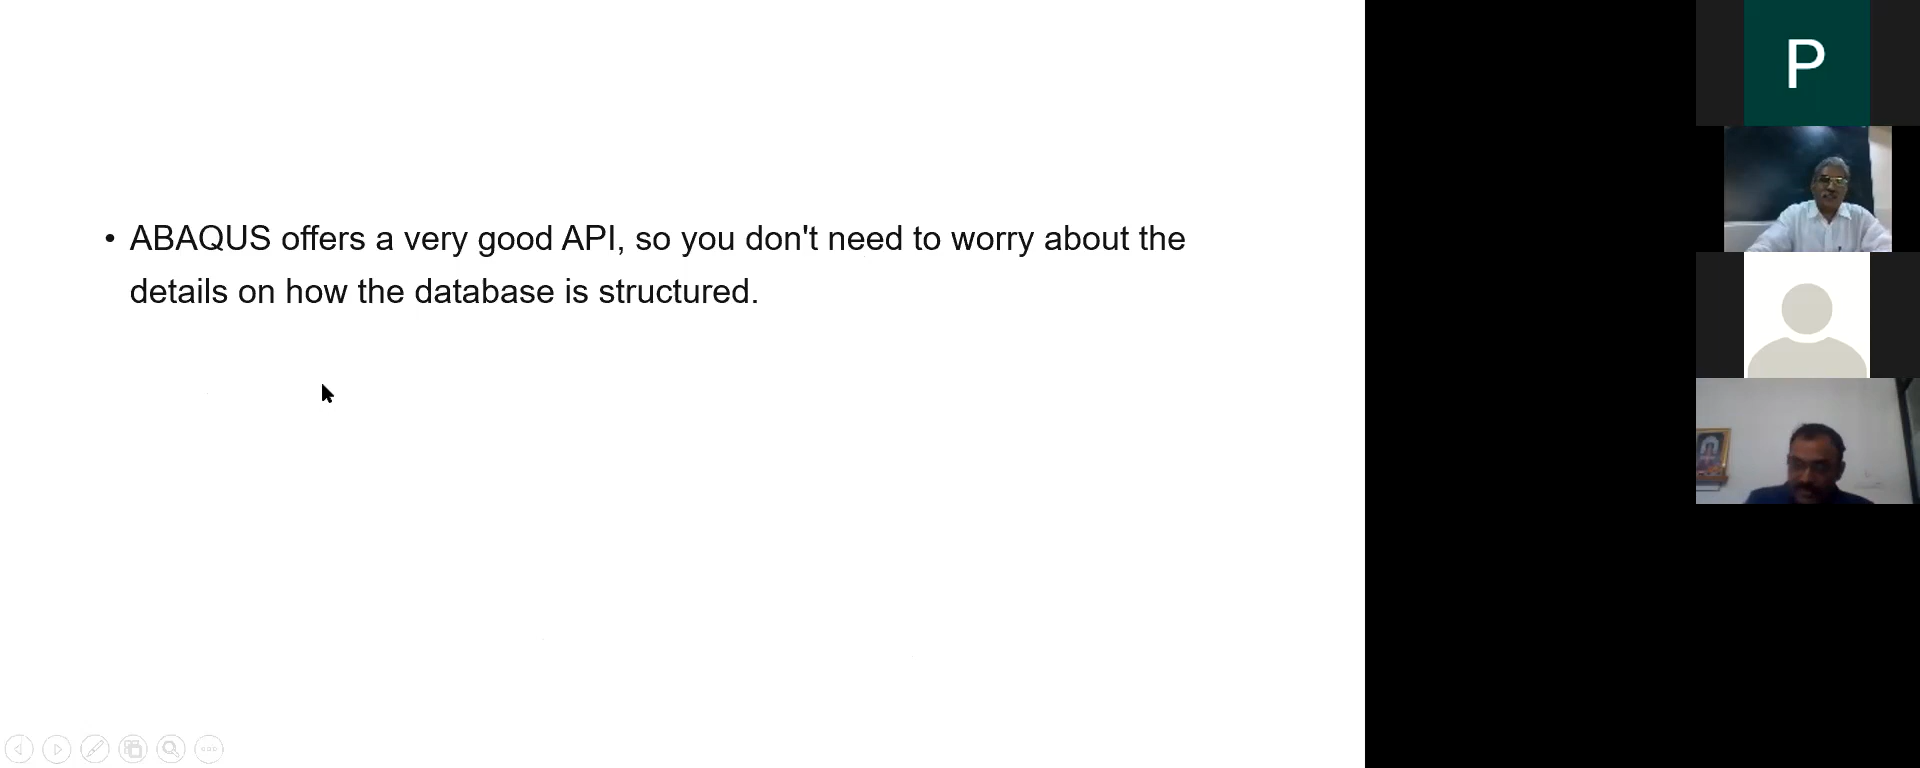 • ABAQUS offers a very good API, so you don't need to worry about the
details on how the database is structured.
P